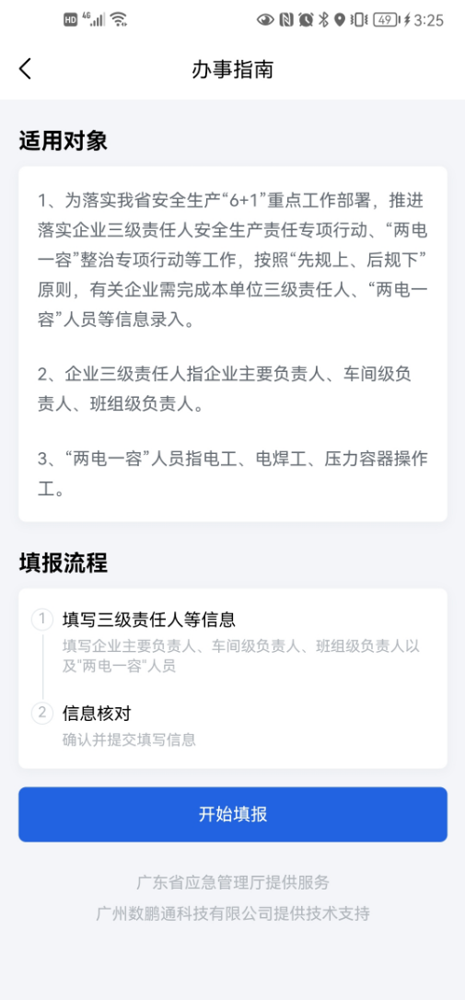 HD 4G 49 3:25
办事指南
适用对象
1、为落实我省安全生产“6+1”重点工作部署，推进
落实企业三级责任人安全生产责任专项行动、“两电
一容”整治专项行动等工作，按照“先规上、后规下”
原则，有关企业需完成本单位三级责任人、“两电一
容”人员等信息录入。
2、企业三级责任人指企业主要负责人、车间级负
责人、班组级负责人。
3、“两电一容”人员指电工、电焊工、压力容器操作
工。
填报流程
1 填写三级责任人等信息
填写企业主要负责人、车间级负责人、班组级负责人以
及"两电一容"人员
2 信息核对
确认并提交填写信息
开始填报
广东省应急管理厅提供服务
广州数鹏通科技有限公司提供技术支持